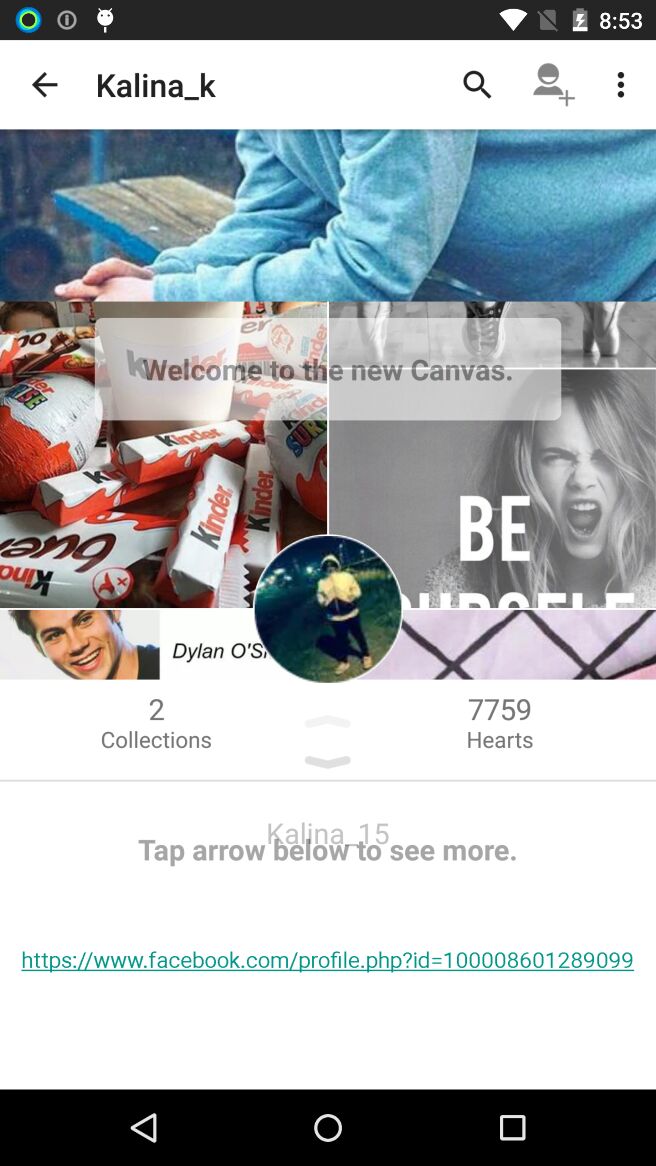 8:53
Kalina_k
Welcome to the new Canvas.
Kinder
Kinder
Kinder
BE
Dylan O'S
2
Collections
7759
Hearts
Kalina_15
Tap arrow below to see more.
https://www.facebook.com/profile.php?id=100008601289099